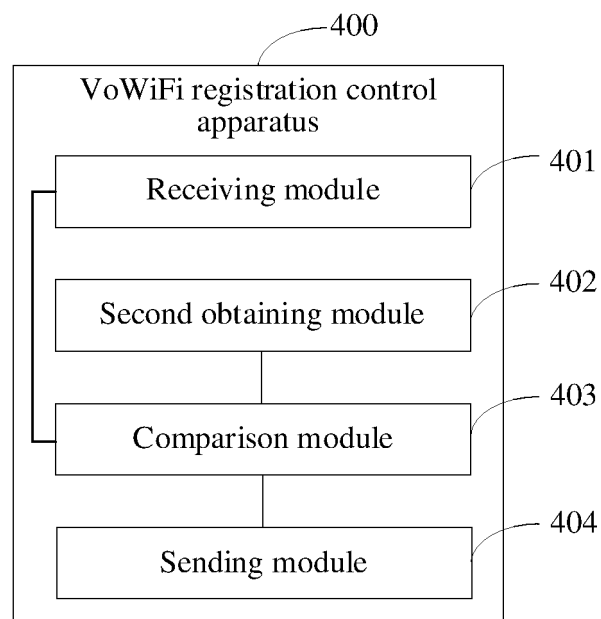 400
VoWiFi registration control
apparatus
Receiving module
401
Second obtaining module
402
Comparison module
403
Sending module
404